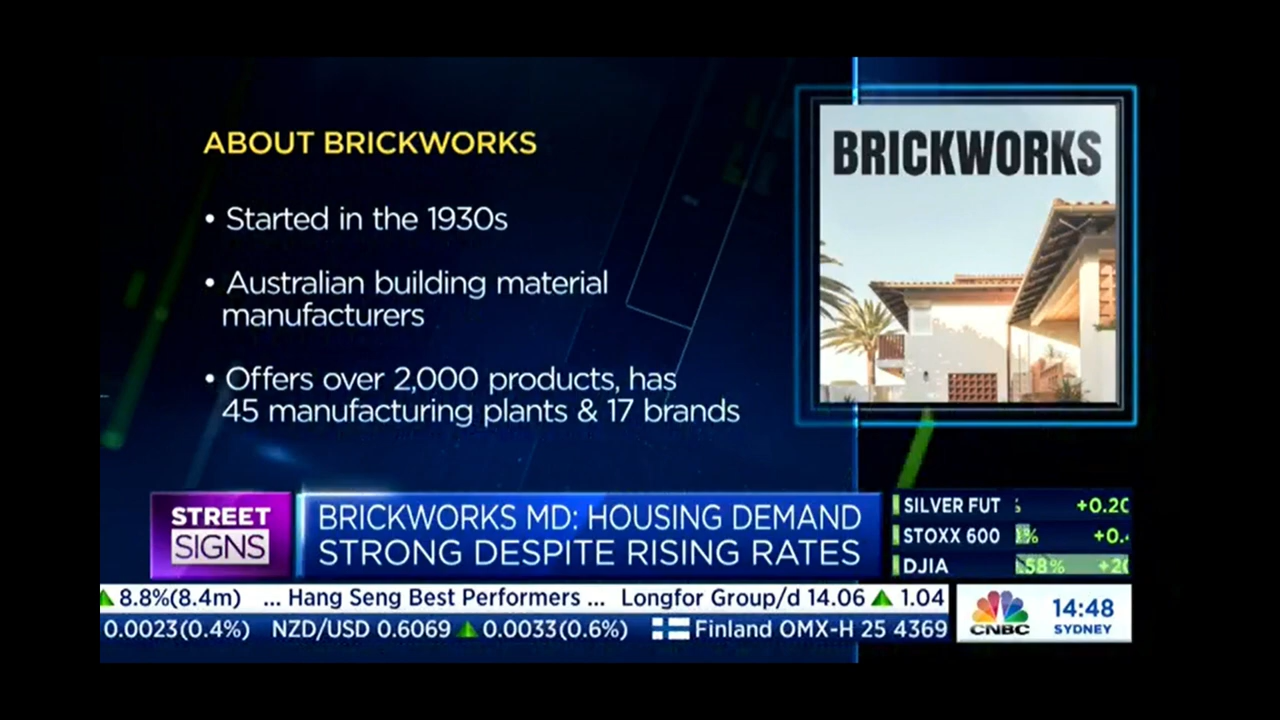 ABOUT BRICKWORKS
• Started in the 1930s
• Australian building material
manufacturers
• Offers over 2,000 products, has
45 manufacturing plants & 17 brands
BRICKWORKS
STREET
SIGNS
BRICKWORKS MD: HOUSING DEMAND
STRONG DESPITE RISING RATES
SILVER FUT +0.20
STOXX 600 % +0.
DJIA .58% +20
8.8%(8.4m) ... Hang Seng Best Performers ... Longfor Group/d 14.06 ▲ 1.04
0.0023(0.4%) NZD/USD 0.6069 ▲ 0.0033(0.6%) Finland OMX-H 25 4369
CNBC
14:48
SYDNEY